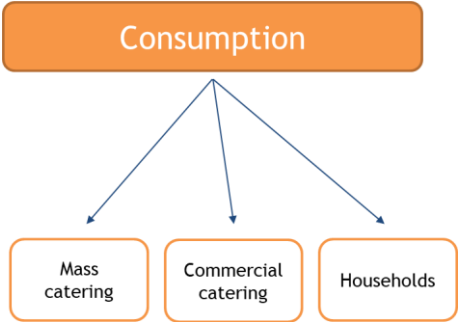 Consumption
Mass
catering
Commercial
catering
Households